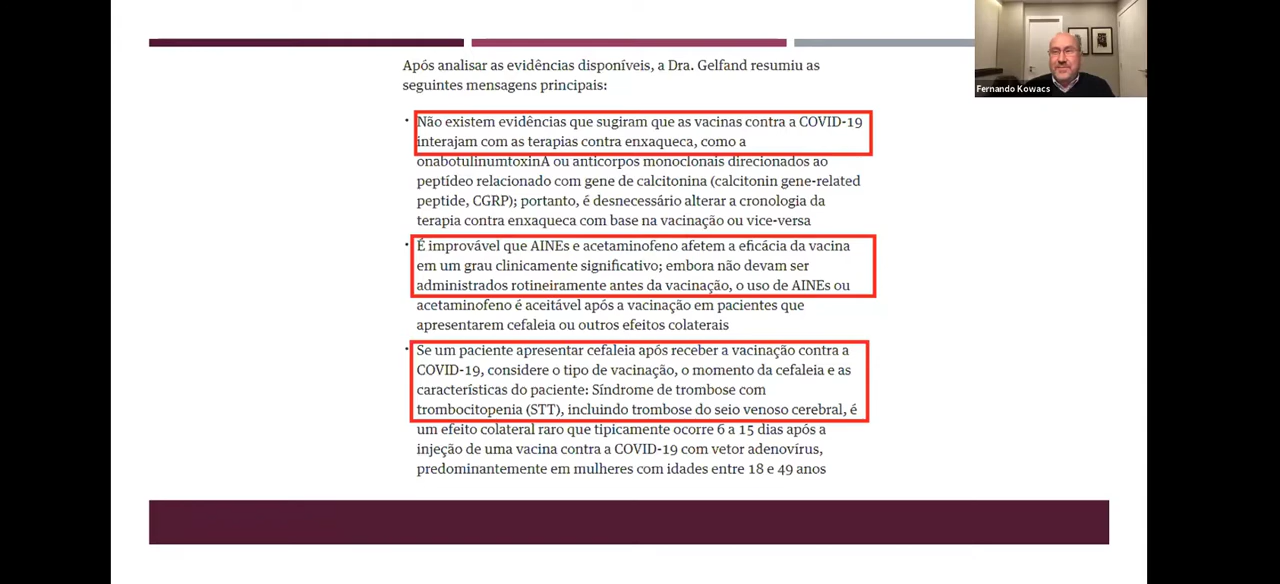 Após analisar as evidências disponíveis, a Dra. Gelfand resumiu as
seguintes mensagens principais:
• Não existem evidências que sugiram que as vacinas contra a COVID-19
interajam com as terapias contra enxaqueca, como a
onabotulinumtoxinA ou anticorpos monoclonais direcionados ao
peptídeo relacionado com gene de calcitonina (calcitonin gene-related
peptide, CGRP); portanto, é desnecessário alterar a cronologia da
terapia contra enxaqueca com base na vacinação ou vice-versa
• É improvável que AINEs e acetaminofeno afetem a eficácia da vacina
em um grau clinicamente significativo; embora não devam ser
administrados rotineiramente antes da vacinação, o uso de AINEs ou
acetaminofeno é aceitável após a vacinação em pacientes que
apresentarem cefaleia ou outros efeitos colaterais
• Se um paciente apresentar cefaleia após receber a vacinação contra a
COVID-19, considere o tipo de vacinação, o momento da cefaleia e as
características do paciente: Síndrome de trombose com
trombocitopenia (STT), incluindo trombose do seio venoso cerebral, é
um efeito colateral raro que tipicamente ocorre 6 a 15 dias após a
injeção de uma vacina contra a COVID-19 com vetor adenovírus,
predominantemente em mulheres com idades entre 18 e 49 anos
Fernando Kowacs